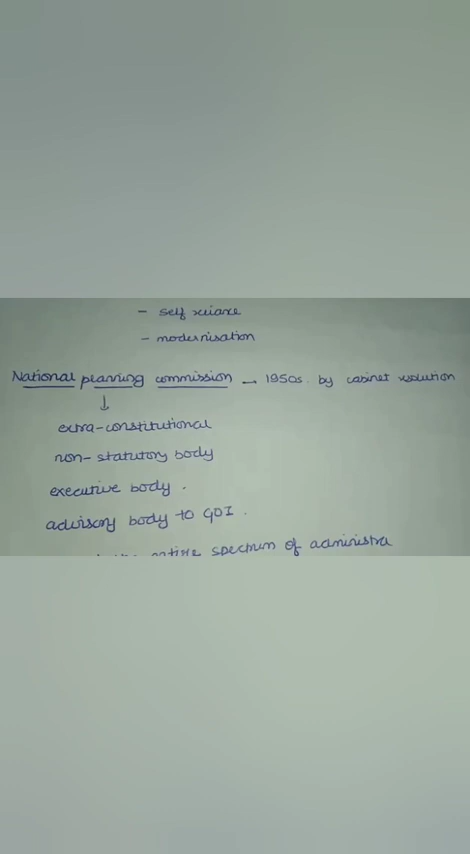 - self reliance
- modernisation
National planning commission - 1950s. by cabinet resolution
↓
extra-constitutional
non-statutory body
executive body.
advisory body to GOI.
entire spectrum of administra